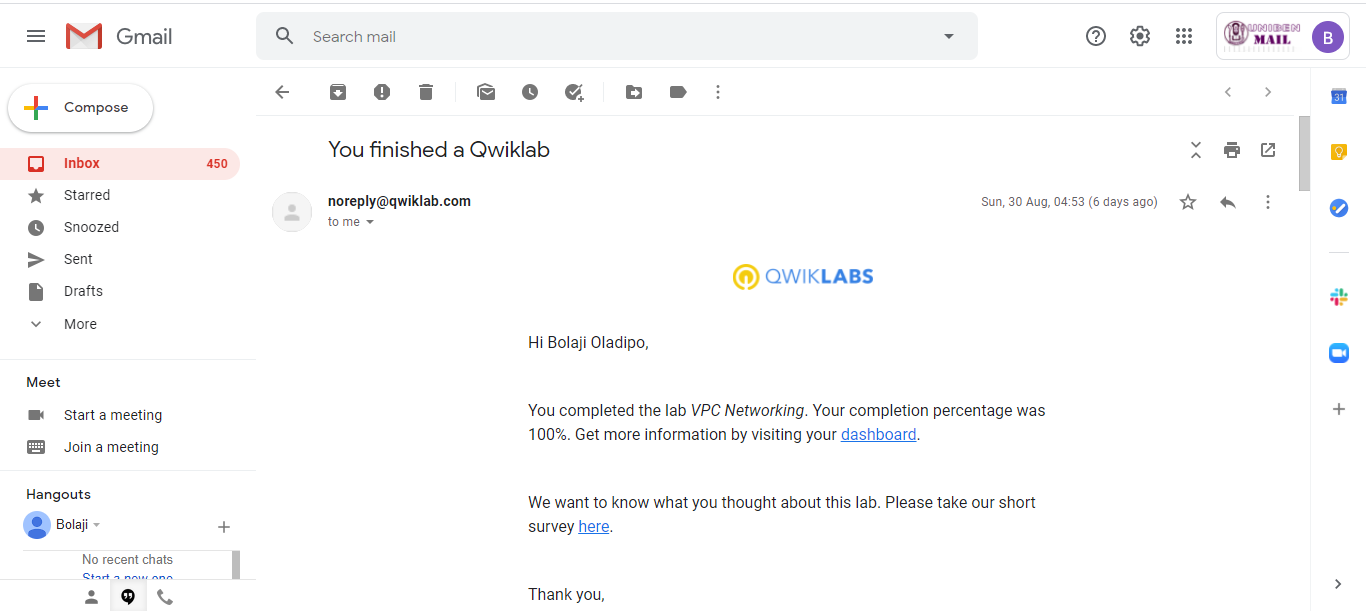 Gmail
Search mail
UNIBEN
MAIL
B
Compose
Inbox 450
Starred
Snoozed
Sent
Drafts
More
Meet
Start a meeting
Join a meeting
Hangouts
Bolaji
No recent chats
Start a new one
You finished a Qwiklab
noreply@qwiklab.com
Sun, 30 Aug, 04:53 (6 days ago)
to me
QWIKLABS
Hi Bolaji Oladipo,
You completed the lab VPC Networking. Your completion percentage was
100%. Get more information by visiting your dashboard.
We want to know what you thought about this lab. Please take our short
survey here.
Thank you,
31